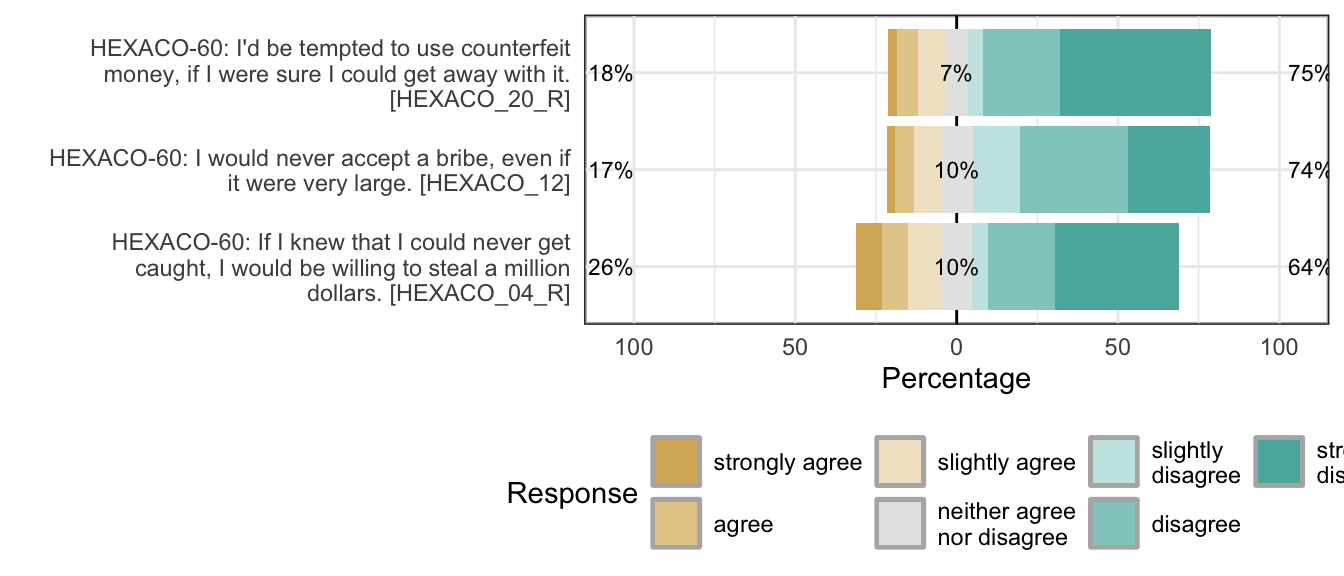 HEXACO-60: I'd be tempted to use counterfeit
money, if I were sure I could get away with it.
[HEXACO_20_R]
18%
7%
75%
HEXACO-60: I would never accept a bribe, even if
it were very large. [HEXACO_12]
17%
10%
74%
HEXACO-60: If I knew that I could never get
caught, I would be willing to steal a million
dollars. [HEXACO_04_R]
26%
10%
64%
100 50 0 50 100
Percentage
Response
strongly agree
agree
slightly agree
neither agree
nor disagree
slightly
disagree
disagree